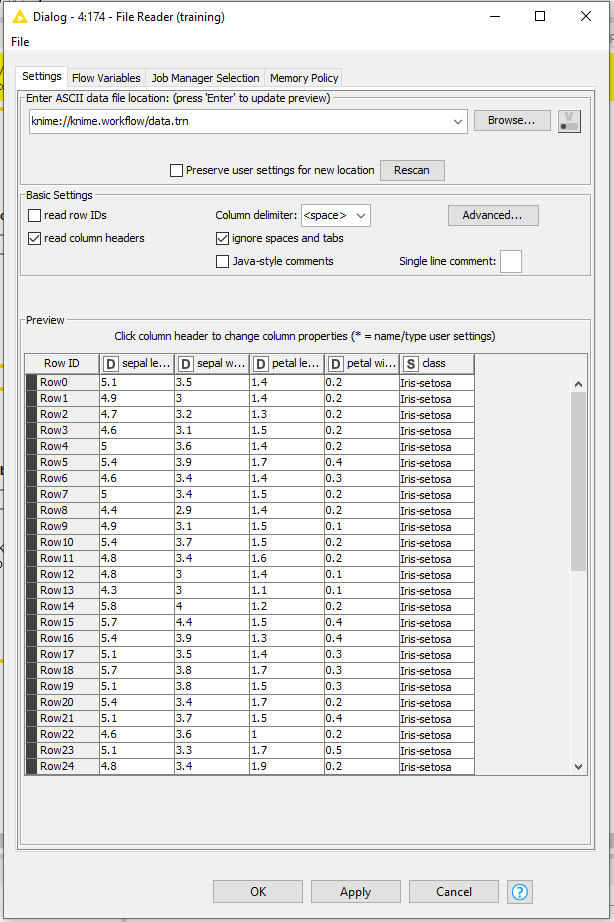 Dialog - 4:174 - File Reader (training)
File
Settings Flow Variables Job Manager Selection Memory Policy
Enter ASCII data file location: (press 'Enter' to update preview)
knime://knime.workflow/data.trn Browse... V
Preserve user settings for new location Rescan
Basic Settings
read row IDs Column delimiter: <space> Advanced...
read column headers ignore spaces and tabs
Java-style comments Single line comment:
Preview
Click column header to change column properties (* = name/type user settings)
Row ID D sepal le... D sepal w... D petal le... D petal wi... S class
Row0 5.1 3.5 1.4 0.2 Iris-setosa
Row1 4.9 3 1.4 0.2 Iris-setosa
Row2 4.7 3.2 1.3 0.2 Iris-setosa
Row3 4.6 3.1 1.5 0.2 Iris-setosa
Row4 5 3.6 1.4 0.2 Iris-setosa
Row5 5.4 3.9 1.7 0.4 Iris-setosa
Row6 4.6 3.4 1.4 0.3 Iris-setosa
Row7 5 3.4 1.5 0.2 Iris-setosa
Row8 4.4 2.9 1.4 0.2 Iris-setosa
Row9 4.9 3.1 1.5 0.1 Iris-setosa
Row10 5.4 3.7 1.5 0.2 Iris-setosa
Row11 4.8 3.4 1.6 0.2 Iris-setosa
Row12 4.8 3 1.4 0.1 Iris-setosa
Row13 4.3 3 1.1 0.1 Iris-setosa
Row14 5.8 4 1.2 0.2 Iris-setosa
Row15 5.7 4.4 1.5 0.4 Iris-setosa
Row16 5.4 3.9 1.3 0.4 Iris-setosa
Row17 5.1 3.5 1.4 0.3 Iris-setosa
Row18 5.7 3.8 1.7 0.3 Iris-setosa
Row19 5.1 3.8 1.5 0.3 Iris-setosa
Row20 5.4 3.4 1.7 0.2 Iris-setosa
Row21 5.1 3.7 1.5 0.4 Iris-setosa
Row22 4.6 3.6 1 0.2 Iris-setosa
Row23 5.1 3.3 1.7 0.5 Iris-setosa
Row24 4.8 3.4 1.9 0.2 Iris-setosa
OK Apply Cancel ?